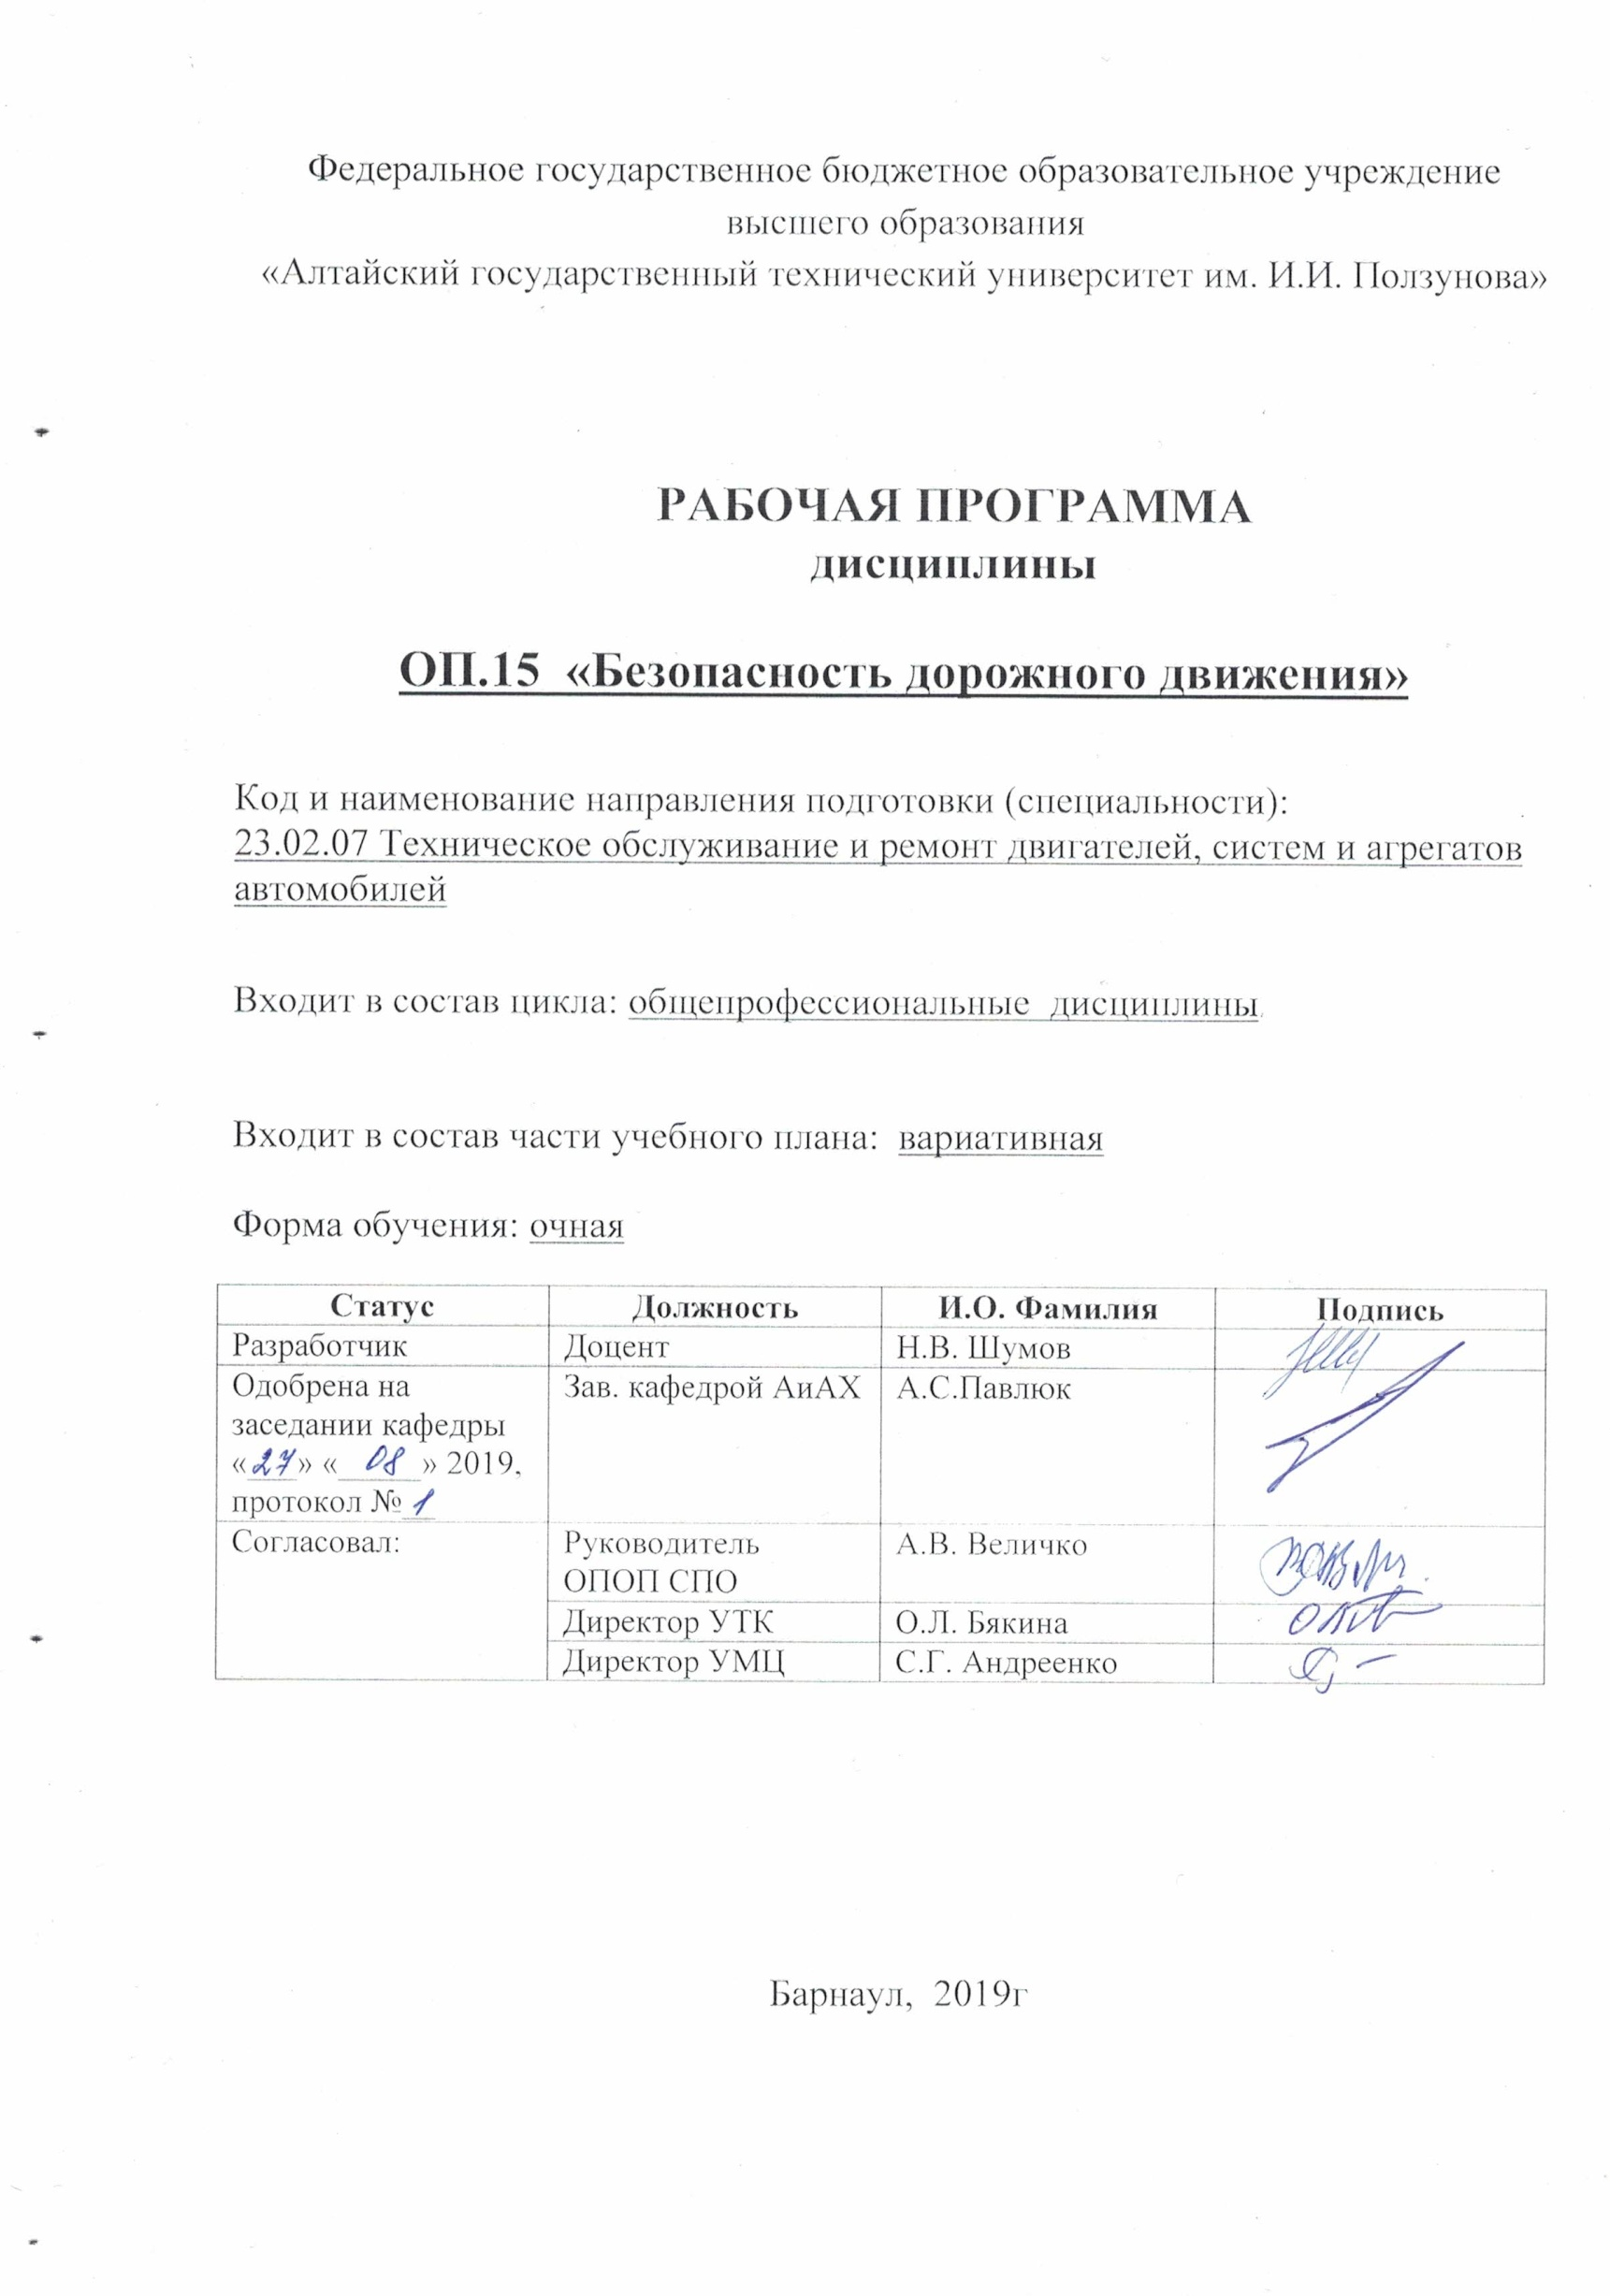 Федеральное государственное бюджетное образовательное учреждение
высшего образования
«Алтайский государственный технический университет им. И.И. Ползунова»
РАБОЧАЯ ПРОГРАММА
дисциплины
ОП.15 «Безопасность дорожного движения»
Код и наименование направления подготовки (специальности):
23.02.07 Техническое обслуживание и ремонт двигателей, систем и агрегатов
автомобилей
Входит в состав цикла: общепрофессиональные дисциплины
Входит в состав части учебного плана: вариативная
Форма обучения: очная
Статус Должность И.О. Фамилия Подпись
Разработчик Доцент Н.В. Шумов
Одобрена на Зав. кафедрой АиАХ А.С.Павлюк
заседании кафедры
«27» «08» 2019,
протокол № 1
Согласовал: Руководитель А.В. Величко
ОПОП СПО
Директор УТК О.Л. Бякина
Директор УМЦ С.Г. Андреенко
Барнаул, 2019г